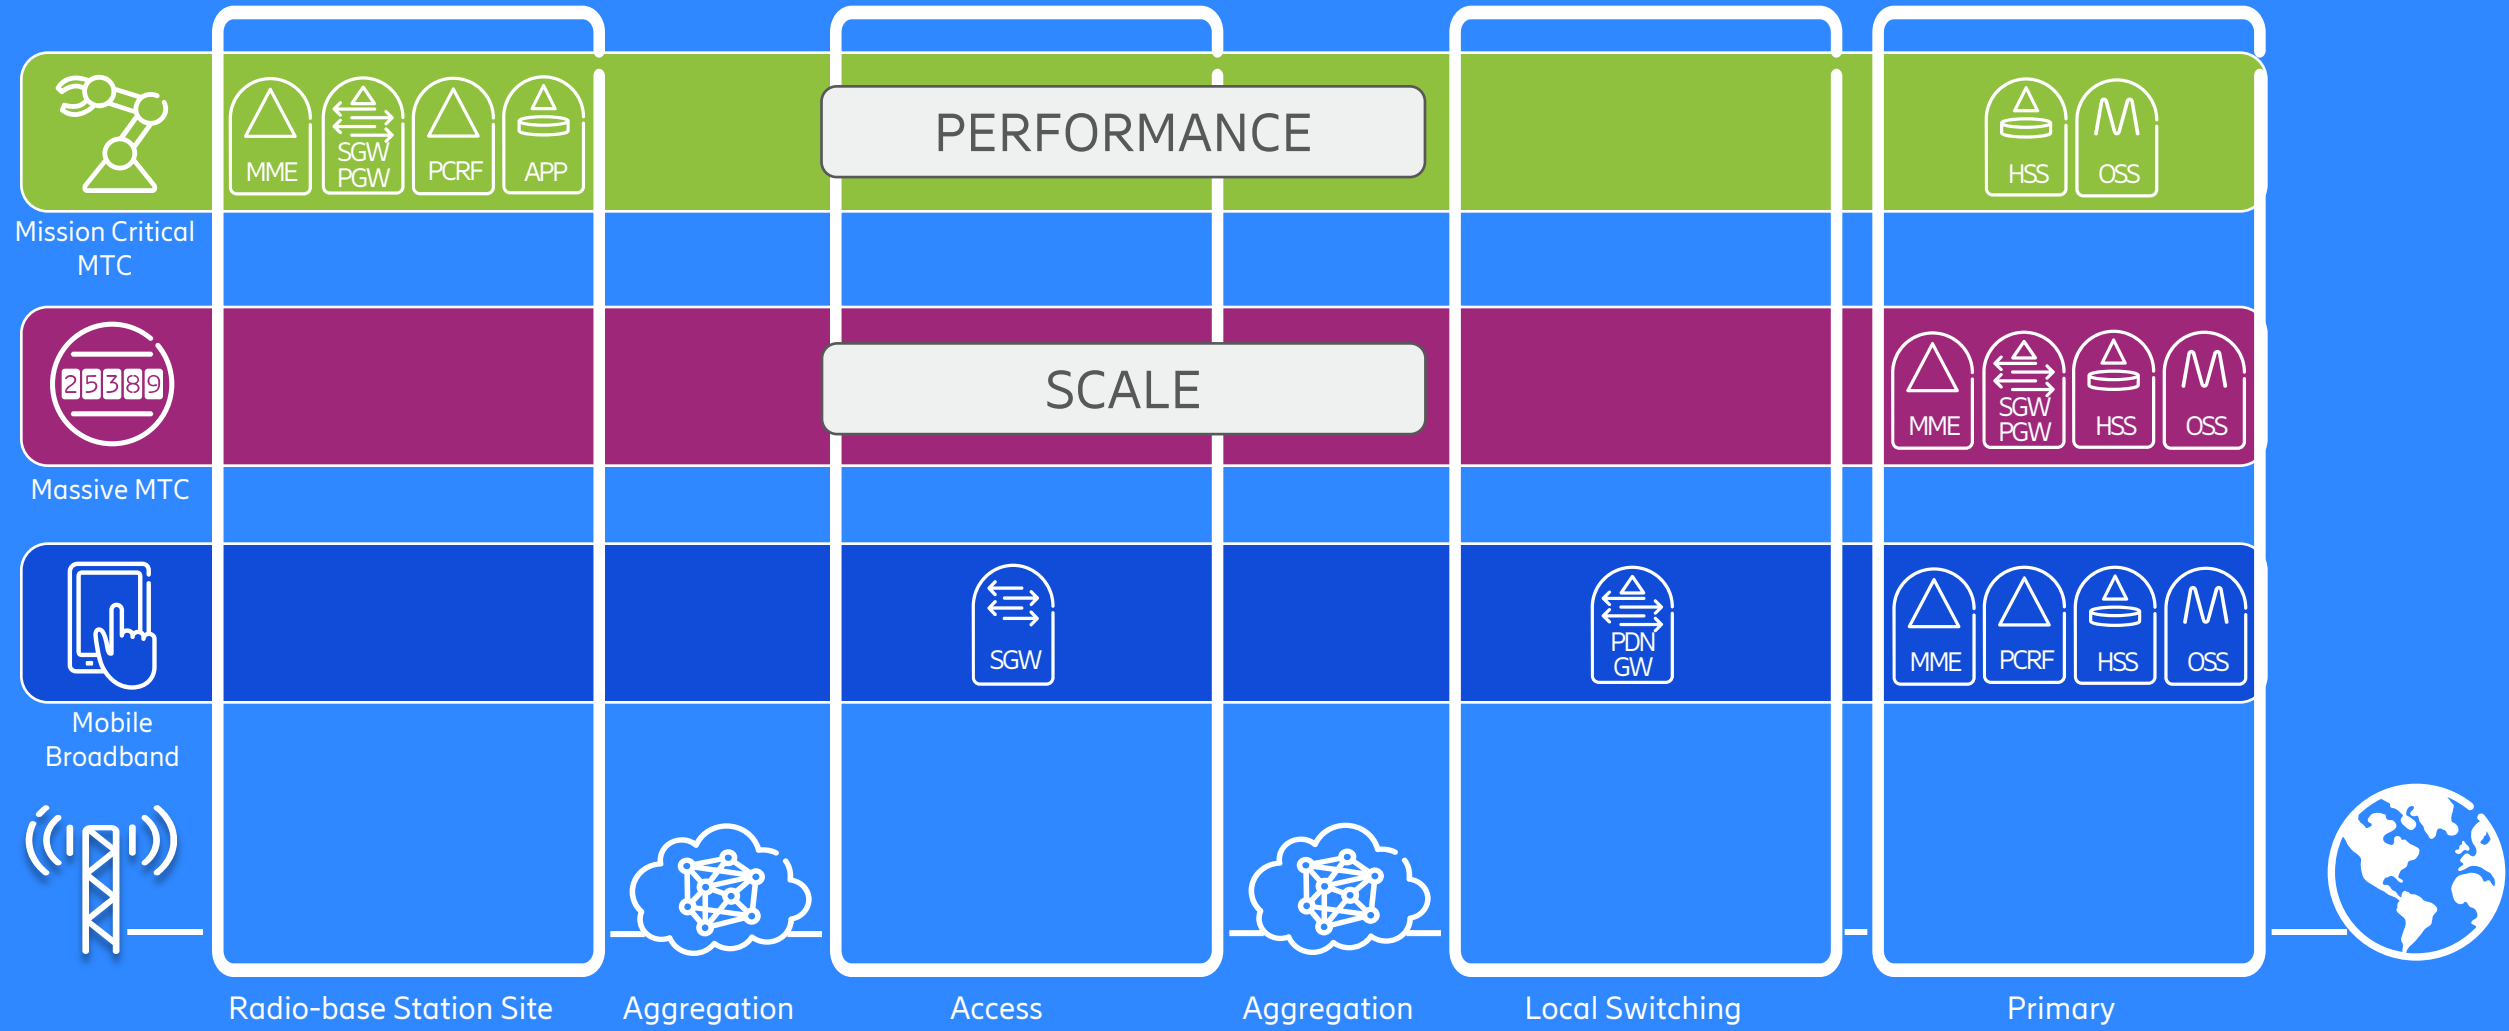 MME
SGW
PGW
PCRF
APP
PERFORMANCE
HSS
OSS
Mission Critical
MTC
25389
SCALE
MME
SGW
PGW
HSS
OSS
Massive MTC
SGW
PDN
GW
MME
PCRF
HSS
OSS
Mobile
Broadband
Radio-base Station Site
Aggregation
Access
Aggregation
Local Switching
Primary